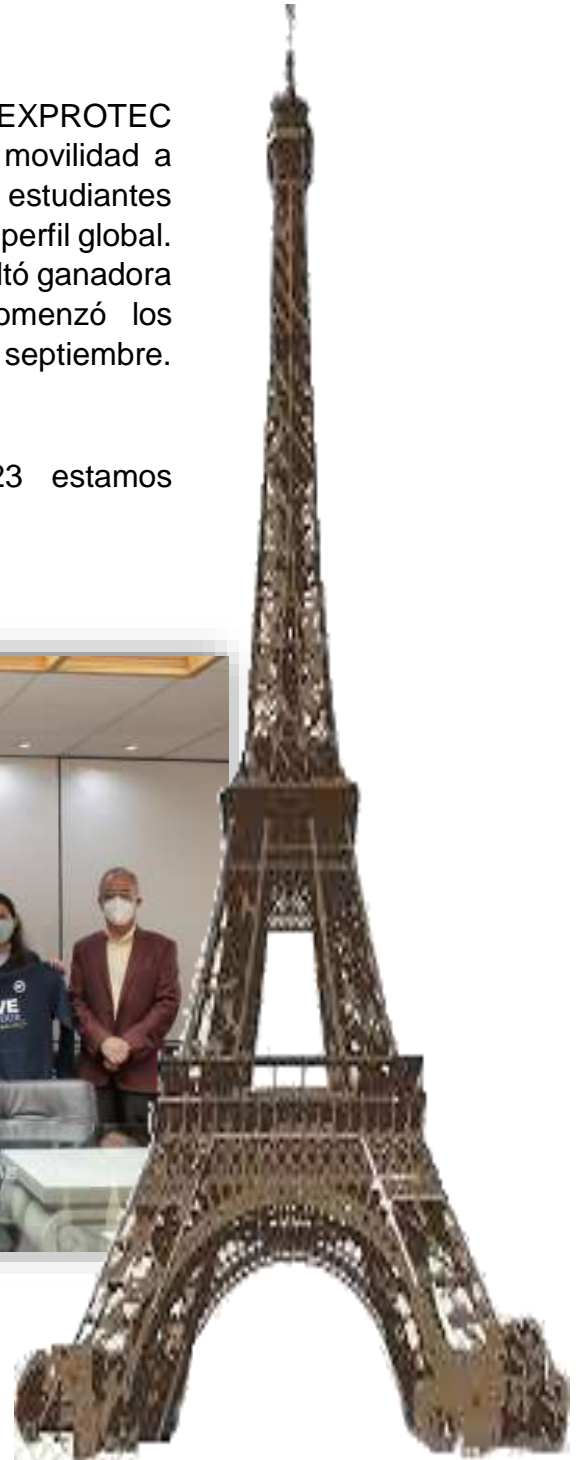 EXPROTEC
movilidad a
estudiantes
perfil global.
ltó ganadora
omenzó los
septiembre.
23 estamos